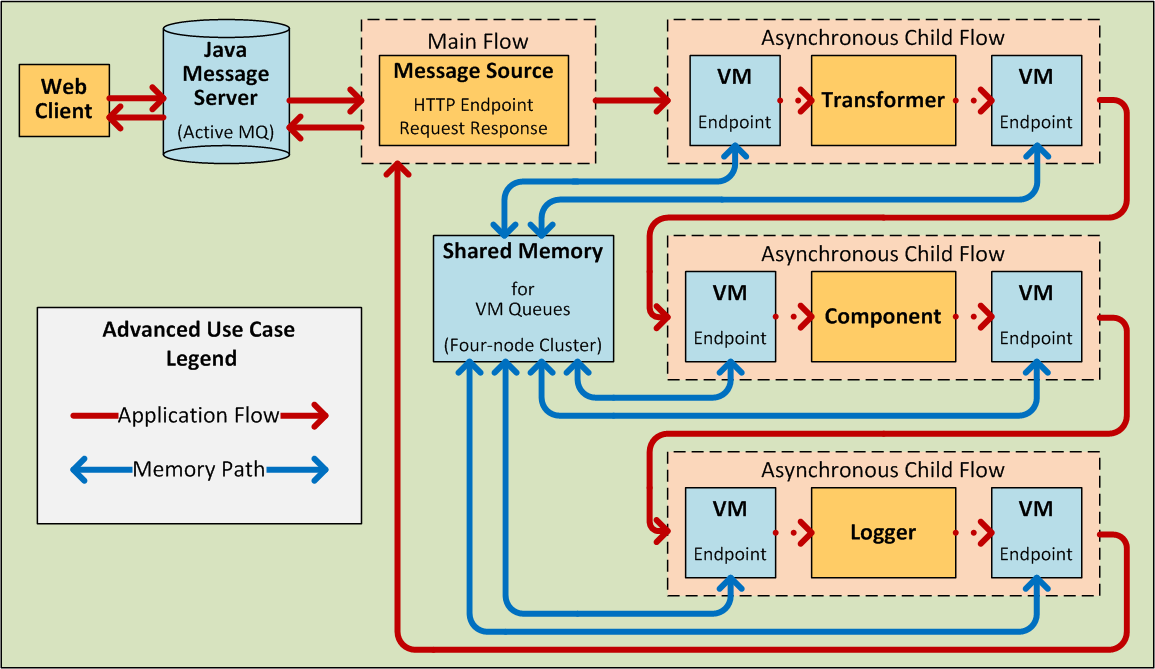 Web
Client
Java
Message
Server
(Active MQ)
Main Flow
Message Source
HTTP Endpoint
Request Response
Asynchronous Child Flow
VM
Endpoint
Transformer
VM
Endpoint
Shared Memory
for
VM Queues
(Four-node Cluster)
Asynchronous Child Flow
VM
Endpoint
Component
VM
Endpoint
Advanced Use Case
Legend
Application Flow
Memory Path
Asynchronous Child Flow
VM
Endpoint
Logger
VM
Endpoint